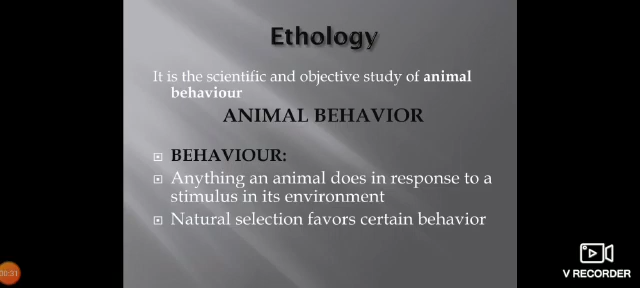 Ethology
It is the scientific and objective study of animal
behaviour
ANIMAL BEHAVIOR
BEHAVIOUR:
Anything an animal does in response to a
stimulus in its environment
Natural selection favors certain behavior
V RECORDER